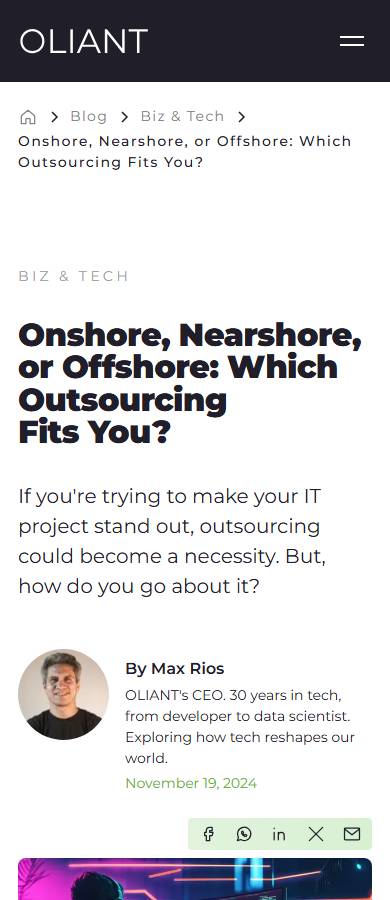 OLIANT
Blog
Biz & Tech
Onshore, Nearshore, or Offshore: Which
Outsourcing Fits You?
BIZ & TECH
Onshore, Nearshore,
or Offshore: Which
Outsourcing
Fits You?
If you're trying to make your IT
project stand out, outsourcing
could become a necessity. But,
how do you go about it?
By Max Rios
OLIANT's CEO. 30 years in tech,
from developer to data scientist.
Exploring how tech reshapes our
world.
November 19, 2024